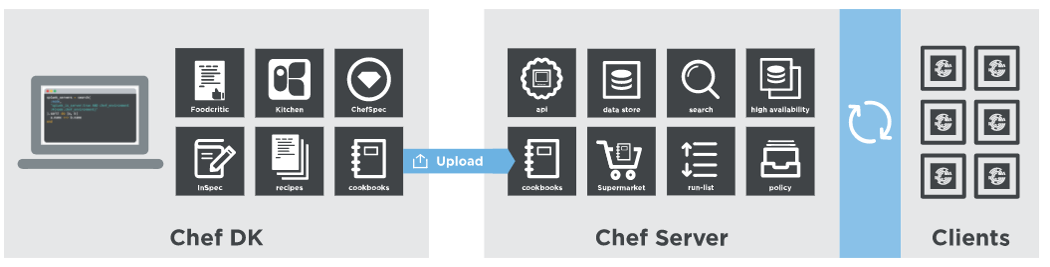 Foodcritic
Kitchen
ChefSpec
InSpec
recipes
cookbooks
Chef DK
Upload
api
data store
search
high availability
cookbooks
Supermarket
run-list
policy
Chef Server
Clients